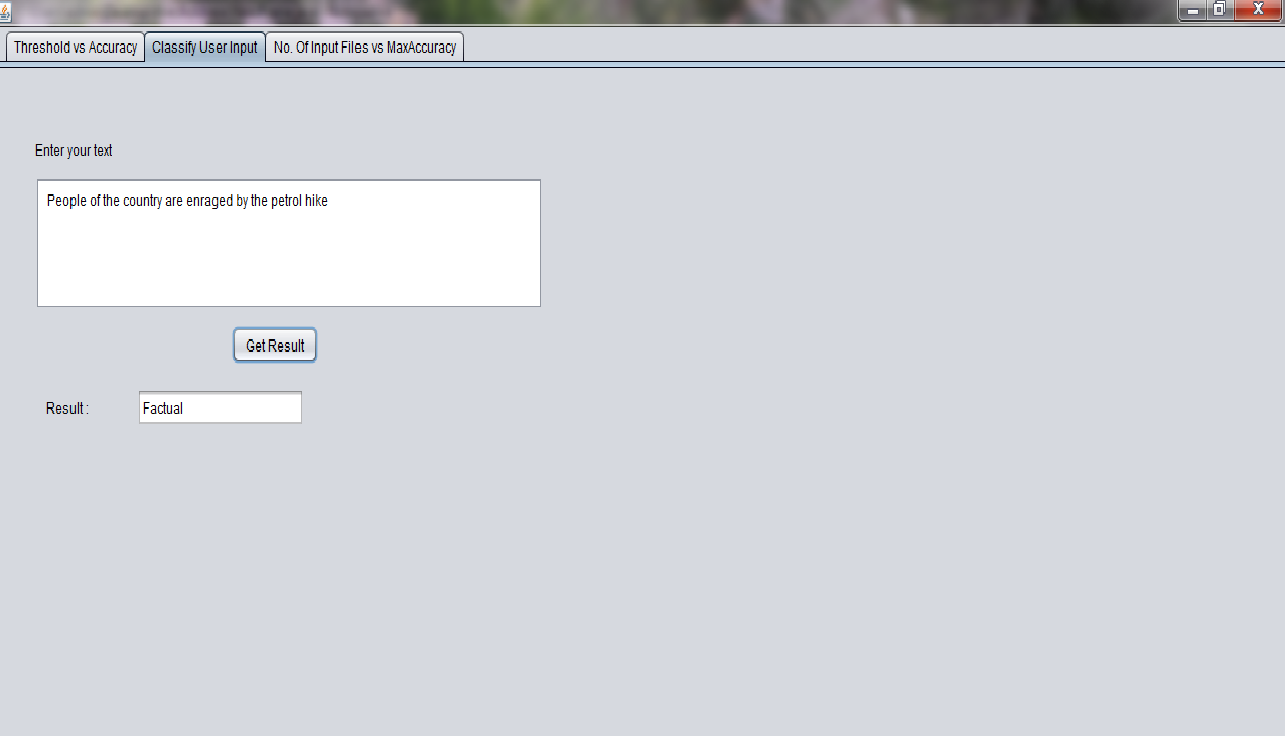 X
Threshold vs Accuracy Classify User Input No. Of Input Files vs MaxAccuracy
Enter your text
People of the country are enraged by the petrol hike
Get Result
Result : Factual